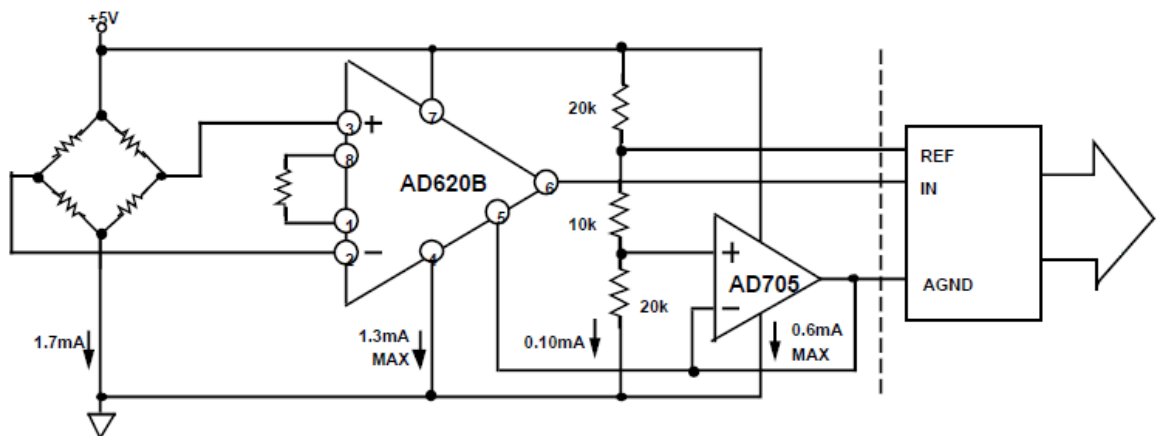 +5V
3
+
7
20k
8
REF
AD620B
6
IN
5
10k
1
2
−
4
+
AD705
−
20k
AGND
1.7mA
1.3mA
MAX
0.10mA
0.6mA
MAX